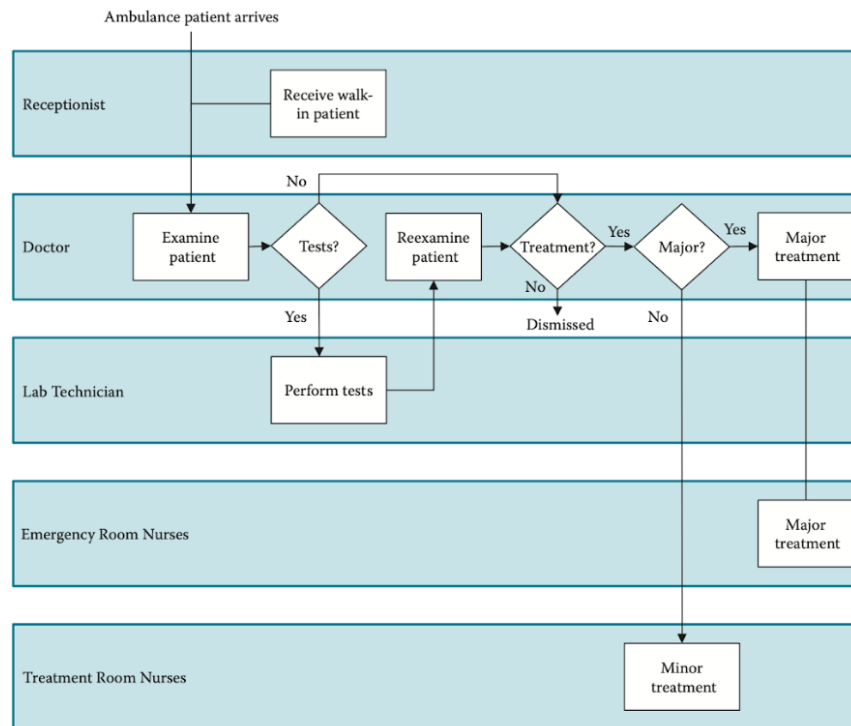 Ambulance patient arrives
Receptionist
Receive walk-
in patient
No
Doctor
Examine
patient
Tests?
Reexamine
patient
Treatment?
Yes
Major?
Yes
Major
treatment
No
Dismissed
Yes
No
Lab Technician
Perform tests
Emergency Room Nurses
Major
treatment
Treatment Room Nurses
Minor
treatment